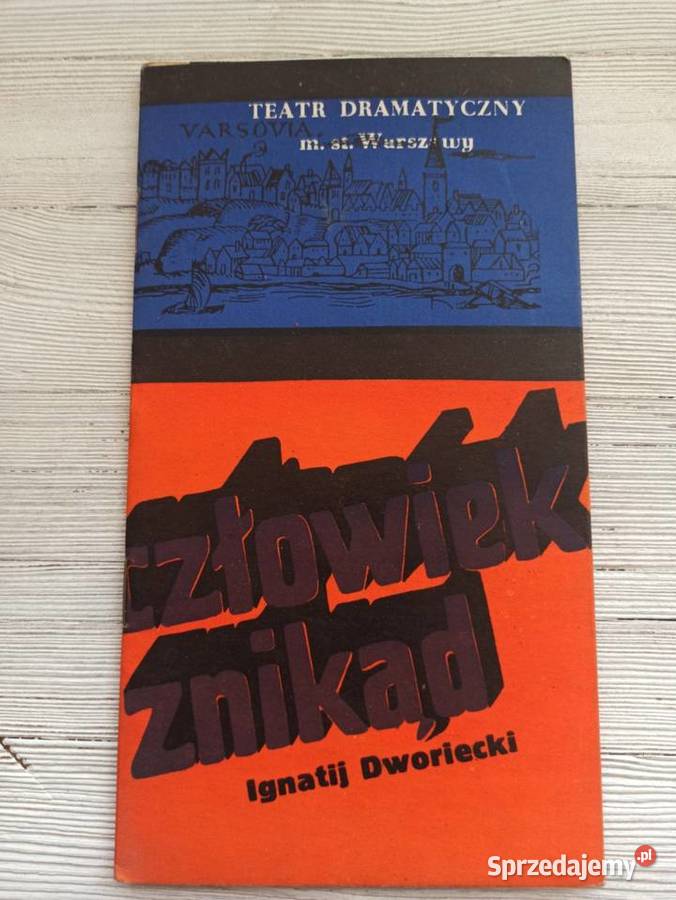 TEATR DRAMATYCZNY
VARSOVIA
m. st. Warszawy
człowiek
znikąd
Ignatij Dworiecki
Sprzedajemy.pl